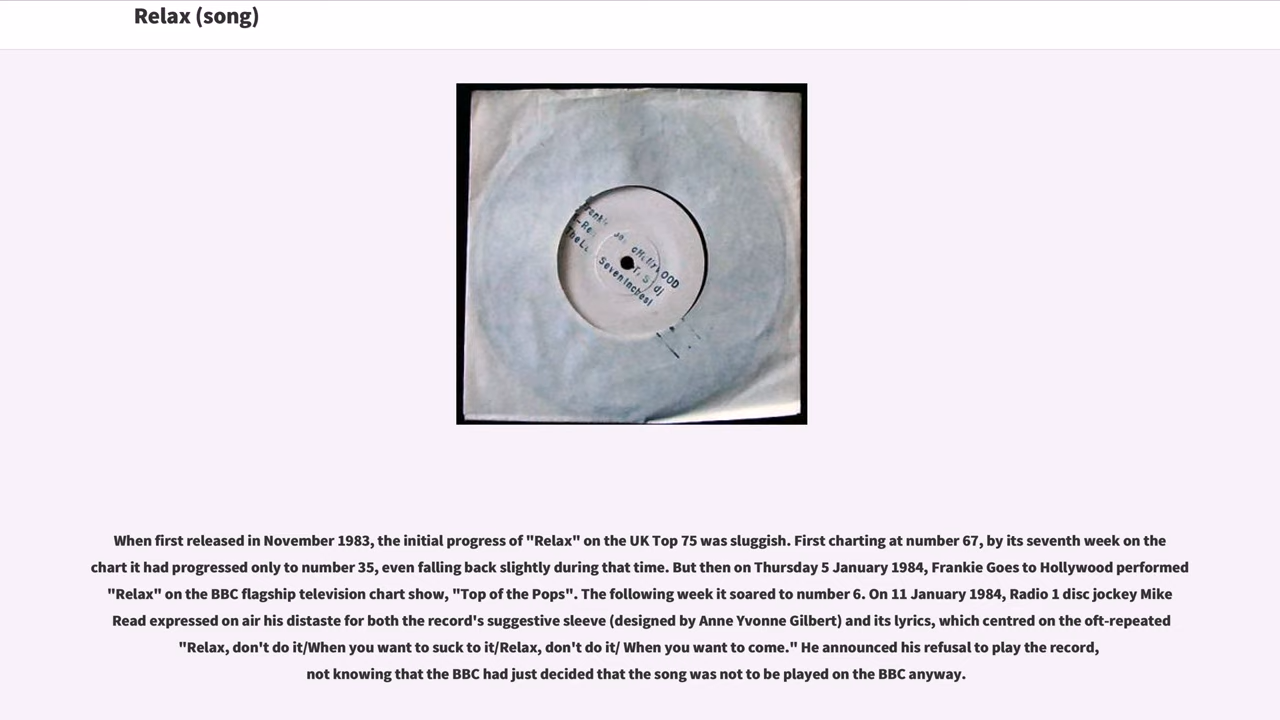 Relax (song)
OOD
dj
Seven Inches!
When first released in November 1983, the initial progress of "Relax" on the UK Top 75 was sluggish. First charting at number 67, by its seventh week on the
chart it had progressed only to number 35, even falling back slightly during that time. But then on Thursday 5 January 1984, Frankie Goes to Hollywood performed
"Relax" on the BBC flagship television chart show, "Top of the Pops". The following week it soared to number 6. On 11 January 1984, Radio 1 disc jockey Mike
Read expressed on air his distaste for both the record's suggestive sleeve (designed by Anne Yvonne Gilbert) and its lyrics, which centred on the oft-repeated
"Relax, don't do it/When you want to suck to it/Relax, don't do it/ When you want to come." He announced his refusal to play the record,
not knowing that the BBC had just decided that the song was not to be played on the BBC anyway.